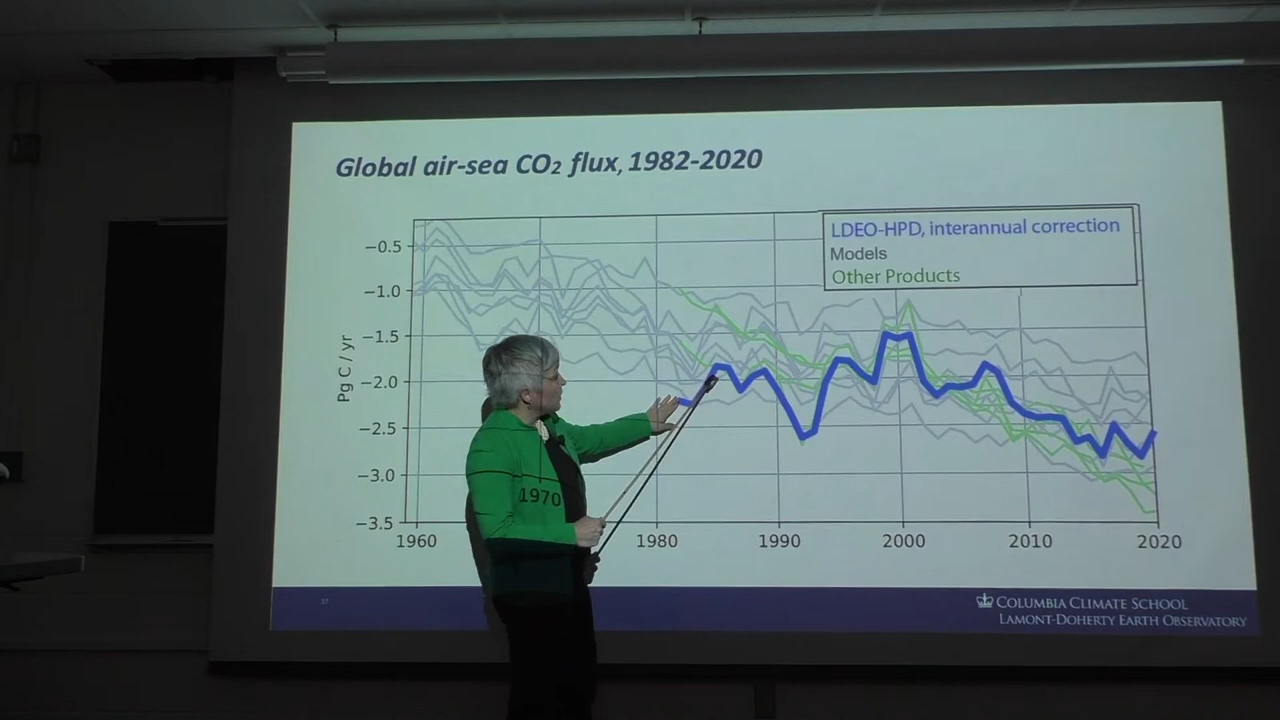 Global air-sea CO₂ flux, 1982-2020
LDEO-HPD, interannual correction
Models
Other Products
Pg C / yr
−0.5
−1.0
−1.5
−2.0
−2.5
−3.0
−3.5
1960
1970
1980
1990
2000
2010
2020
37
COLUMBIA CLIMATE SCHOOL
LAMONT-DOHERTY EARTH OBSERVATORY